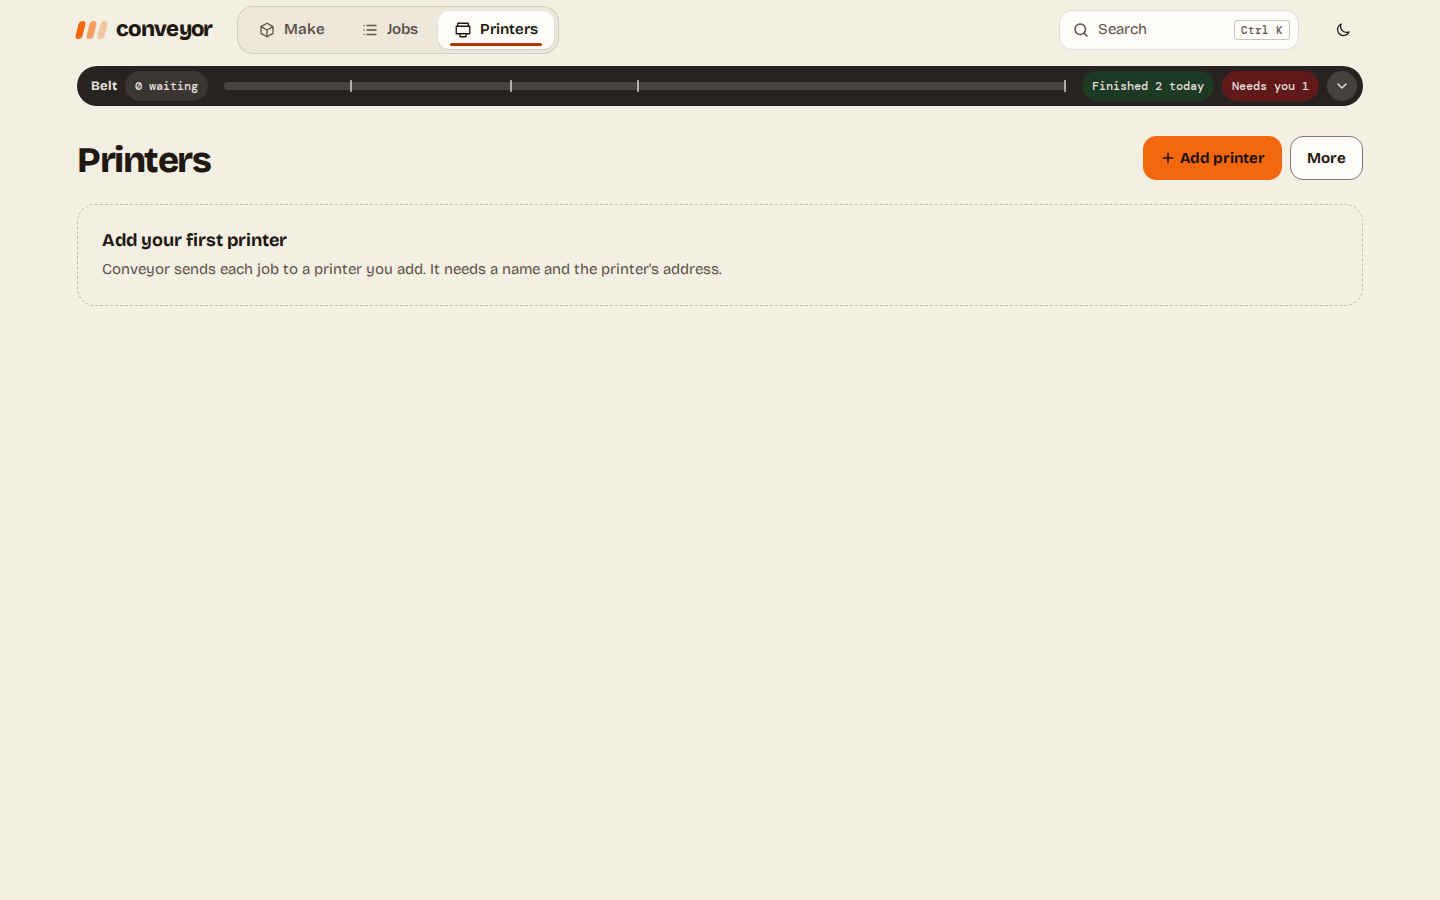 conveyor
Make
Jobs
Printers
Search
Ctrl K
Belt
0 waiting
Finished 2 today
Needs you 1
Printers
+ Add printer
More
Add your first printer
Conveyor sends each job to a printer you add. It needs a name and the printer's address.